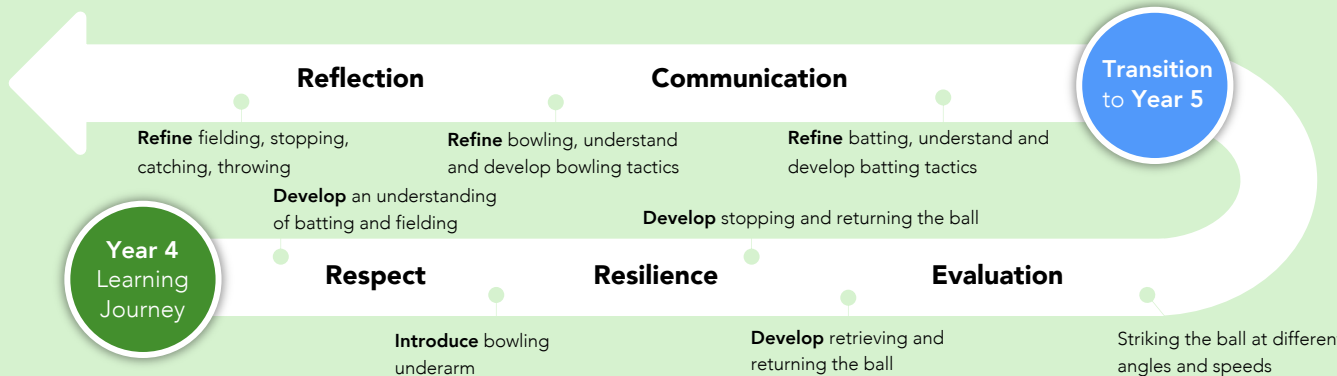 Reflection
Communication
Transition
to Year 5
Refine fielding, stopping,
catching, throwing
Refine bowling, understand
and develop bowling tactics
Refine batting, understand and
develop batting tactics
Develop an understanding
of batting and fielding
Develop stopping and returning the ball
Year 4
Learning
Journey
Respect
Resilience
Evaluation
Introduce bowling
underarm
Develop retrieving and
returning the ball
Striking the ball at differen
angles and speeds